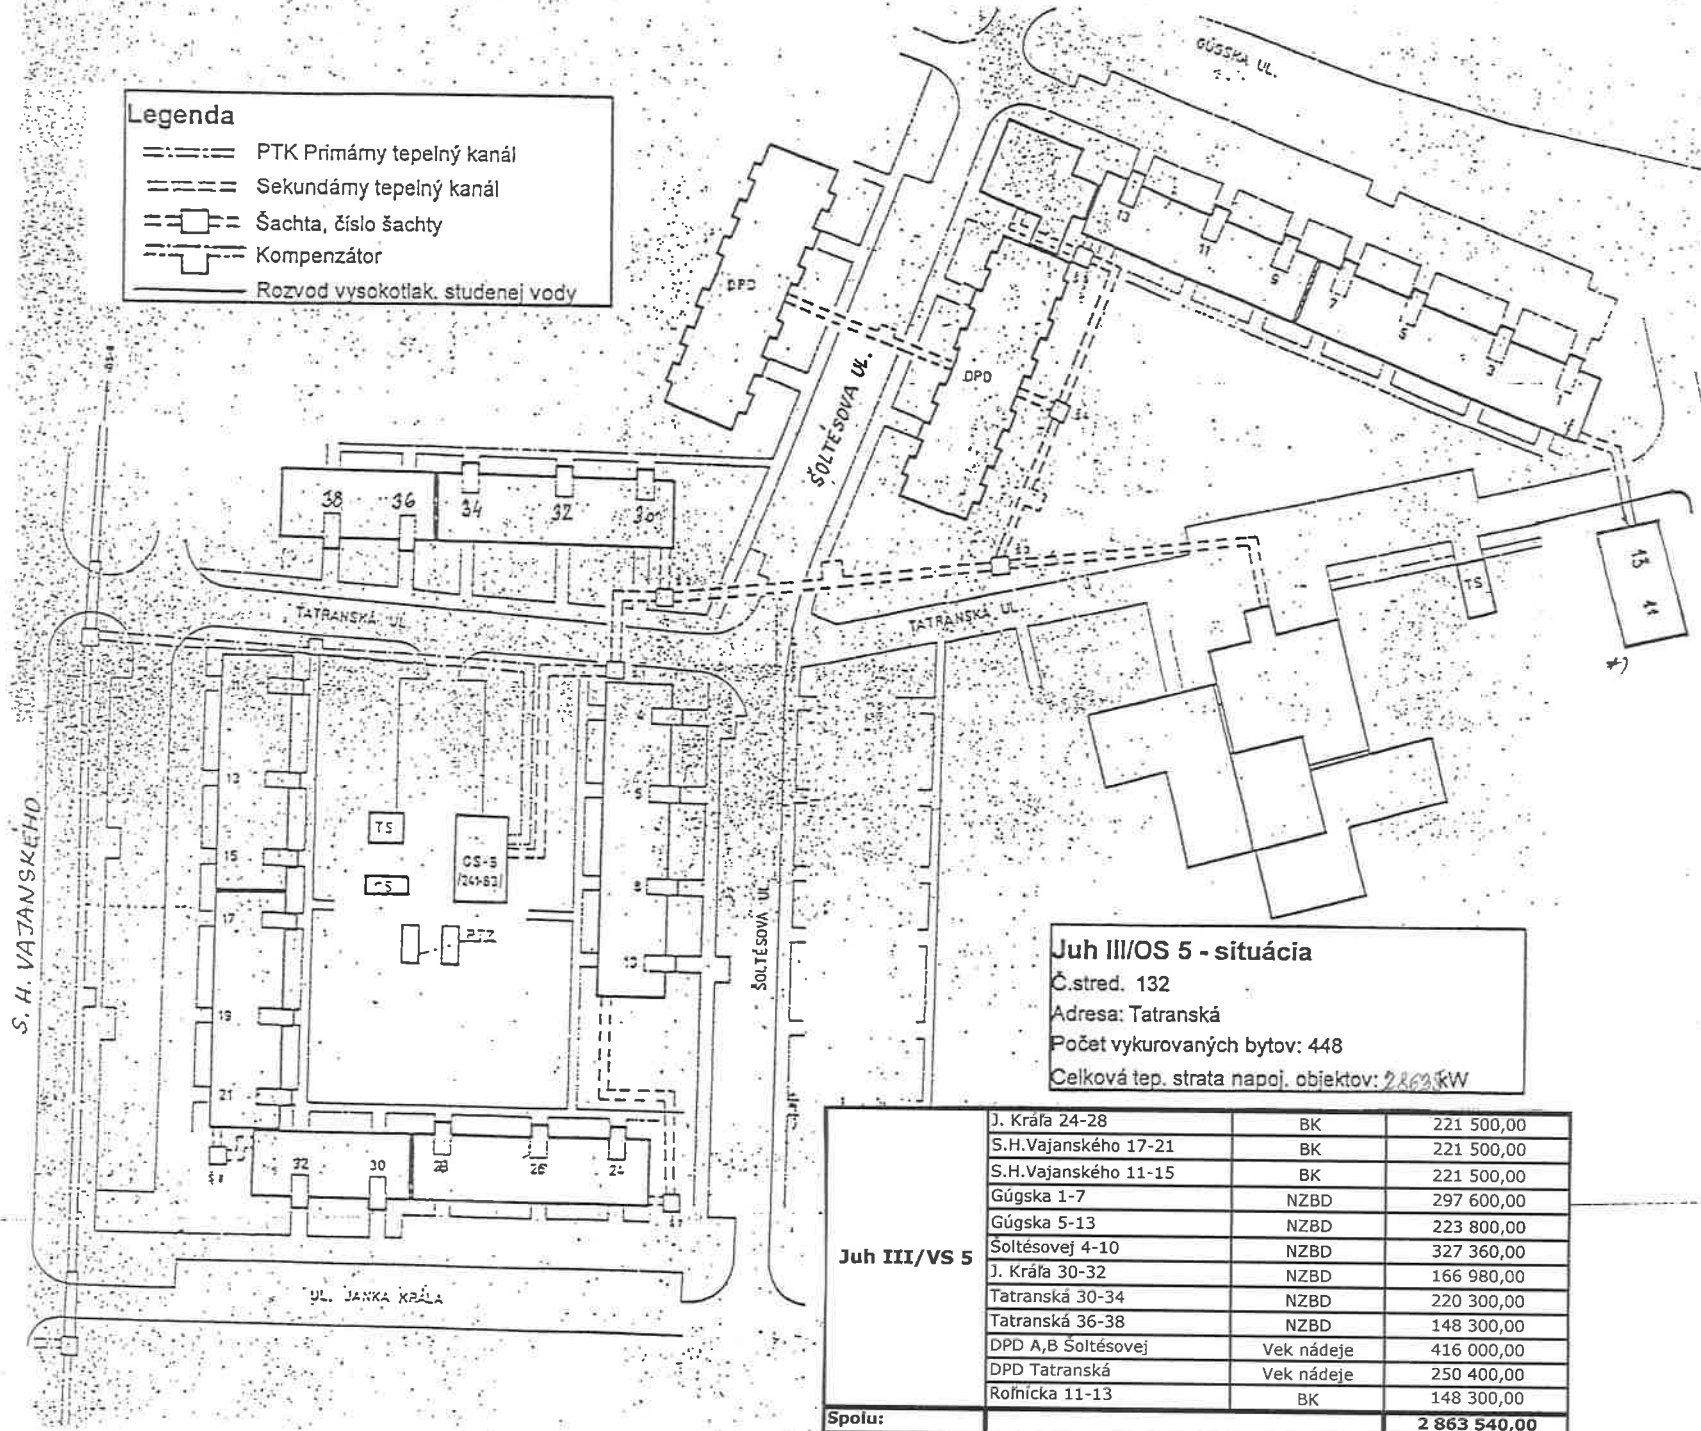 GÚGSKA UL.
Legenda
PTK Primárny tepelný kanál
Sekundárny tepelný kanál
Šachta, číslo šachty
Kompenzátor
Rozvod vysokotlak. studenej vody
13
11
9
7
5
3
1
DPD
DPD
ŠOLTÉSOVA UL.
38
36
34
32
30
TATRANSKÁ UL.
TATRANSKÁ UL.
TS
S. H. VAJANSKÉHO
13
15
17
19
21
TS
OS-5
/241-83/
PTZ
8
10
ŠOLTÉSOVA UL.
32
30
28
26
24
UL. JANKA KRÁĽA
Juh III/OS 5 - situácia
Č.stred. 132
Adresa: Tatranská
Počet vykurovaných bytov: 448
Celková tep. strata napoj. objektov: 28635kW
Juh III/VS 5
J. Kráľa 24-28 BK 221 500,00
S.H.Vajanského 17-21 BK 221 500,00
S.H.Vajanského 11-15 BK 221 500,00
Gúgska 1-7 NZBD 297 600,00
Gúgska 5-13 NZBD 223 800,00
Šoltésovej 4-10 NZBD 327 360,00
J. Kráľa 30-32 NZBD 166 980,00
Tatranská 30-34 NZBD 220 300,00
Tatranská 36-38 NZBD 148 300,00
DPD A,B Šoltésovej Vek nádeje 416 000,00
DPD Tatranská Vek nádeje 250 400,00
Roľnícka 11-13 BK 148 300,00
Spolu: 2 863 540,00